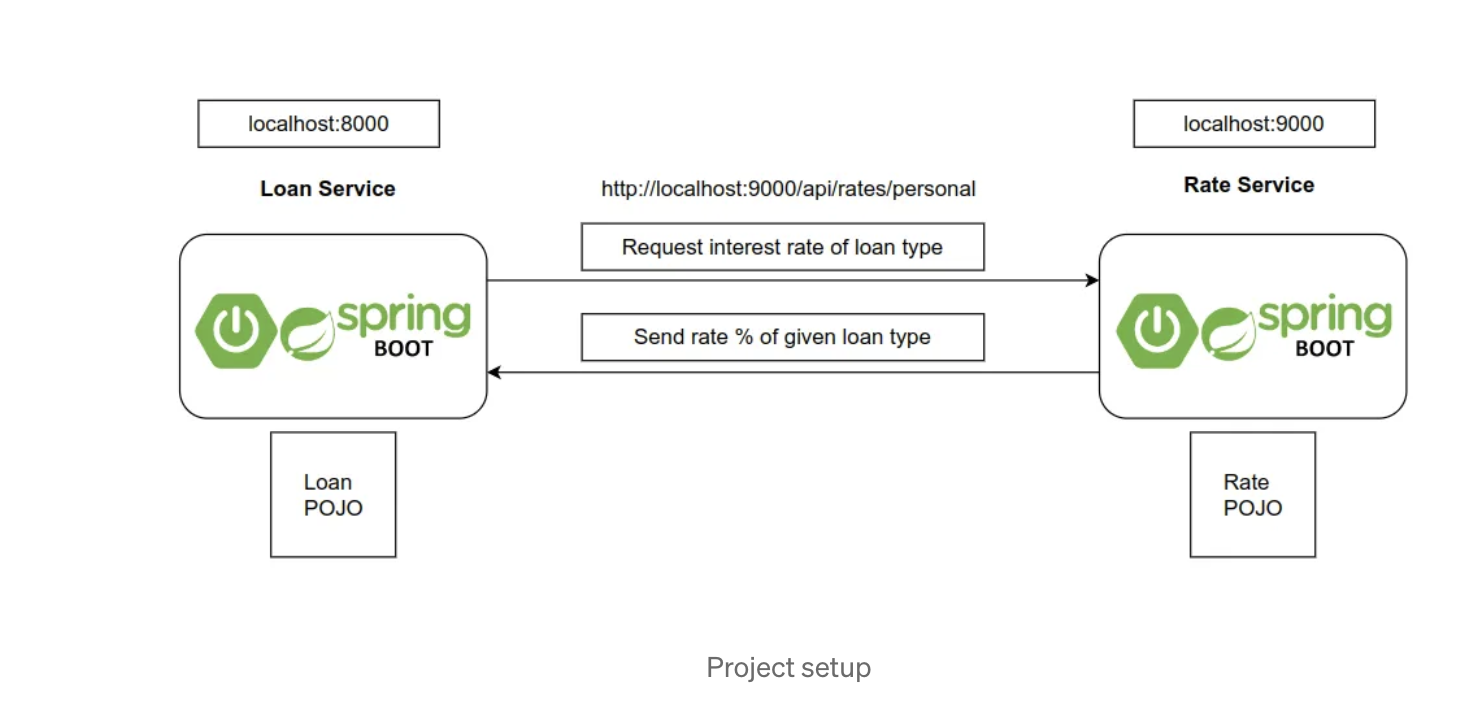 localhost:8000
localhost:9000
Loan Service
http://localhost:9000/api/rates/personal
Rate Service
Request interest rate of loan type
spring
BOOT
Send rate % of given loan type
spring
BOOT
Loan
POJO
Rate
POJO
Project setup